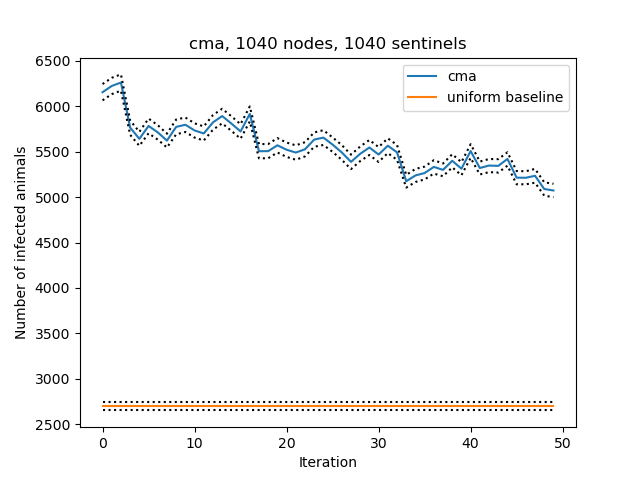 cma, 1040 nodes, 1040 sentinels
cma
uniform baseline
Number of infected animals
6500
6000
5500
5000
4500
4000
3500
3000
2500
0 10 20 30 40 50
Iteration